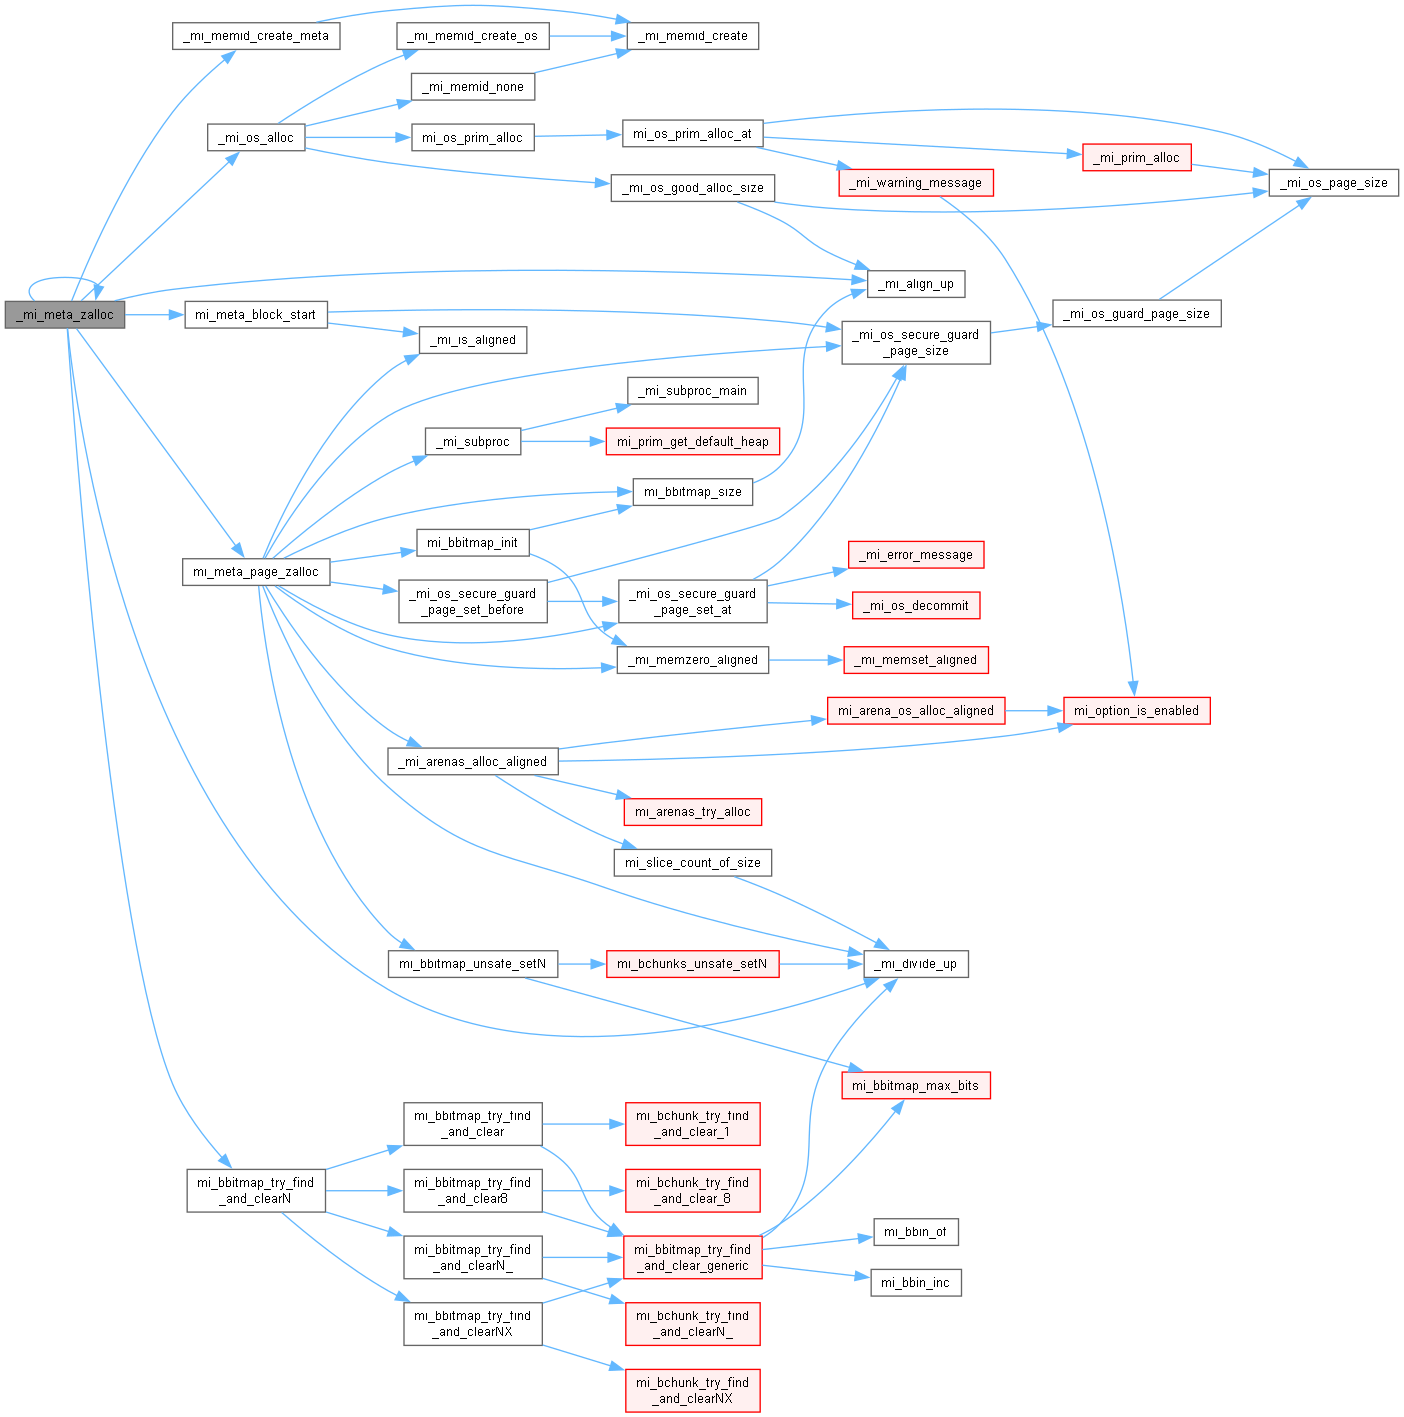 _mi_memid_create_meta
_mi_memid_create_os
_mi_memid_create
_mi_memid_none
_mi_os_alloc
mi_os_prim_alloc
mi_os_prim_alloc_at
_mi_prim_alloc
_mi_warning_message
_mi_os_page_size
_mi_os_good_alloc_size
_mi_align_up
_mi_meta_zalloc
mi_meta_block_start
_mi_is_aligned
_mi_os_secure_guard
_page_size
_mi_os_guard_page_size
_mi_subproc_main
_mi_subproc
mi_prim_get_default_heap
mi_bbitmap_size
mi_bbitmap_init
mi_meta_page_zalloc
_mi_os_secure_guard
_page_set_before
_mi_os_secure_guard
_page_set_at
_mi_error_message
_mi_os_decommit
_mi_memzero_aligned
_mi_memset_aligned
mi_arena_os_alloc_aligned
mi_option_is_enabled
_mi_arenas_alloc_aligned
mi_arenas_try_alloc
mi_slice_count_of_size
mi_bbitmap_unsafe_setN
mi_bchunks_unsafe_setN
_mi_divide_up
mi_bbitmap_max_bits
mi_bbitmap_try_find
_and_clear
mi_bchunk_try_find
_and_clear_1
mi_bbitmap_try_find
_and_clearN
mi_bbitmap_try_find
_and_clear8
mi_bchunk_try_find
_and_clear_8
mi_bbitmap_try_find
_and_clearN_
mi_bbitmap_try_find
_and_clear_generic
mi_bbin_of
mi_bbin_inc
mi_bbitmap_try_find
_and_clearNX
mi_bchunk_try_find
_and_clearN_
mi_bchunk_try_find
_and_clearNX